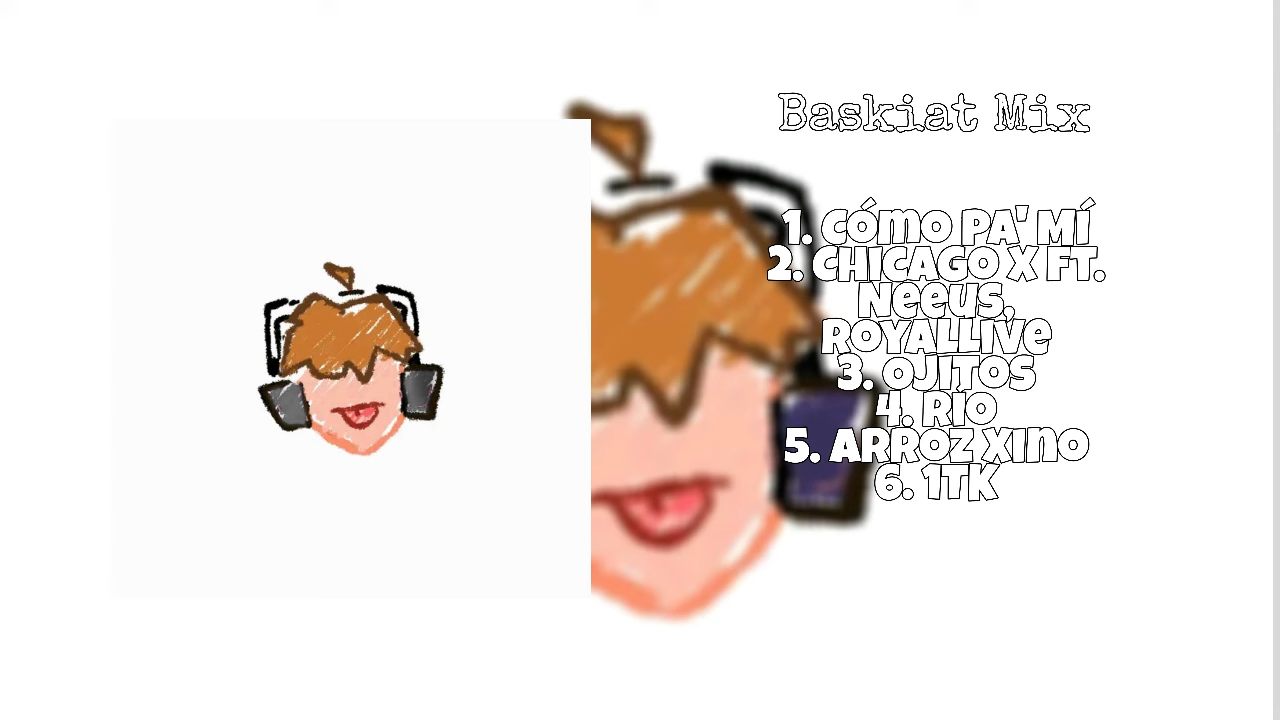 Baskiat Mix
1. CÓMO PA' MÍ
2. CHICAGO X FT.
NEEUS,
ROYALLIVE
3. OJITOS
4. RÍO
5. ARROZ XINO
6. 1TK